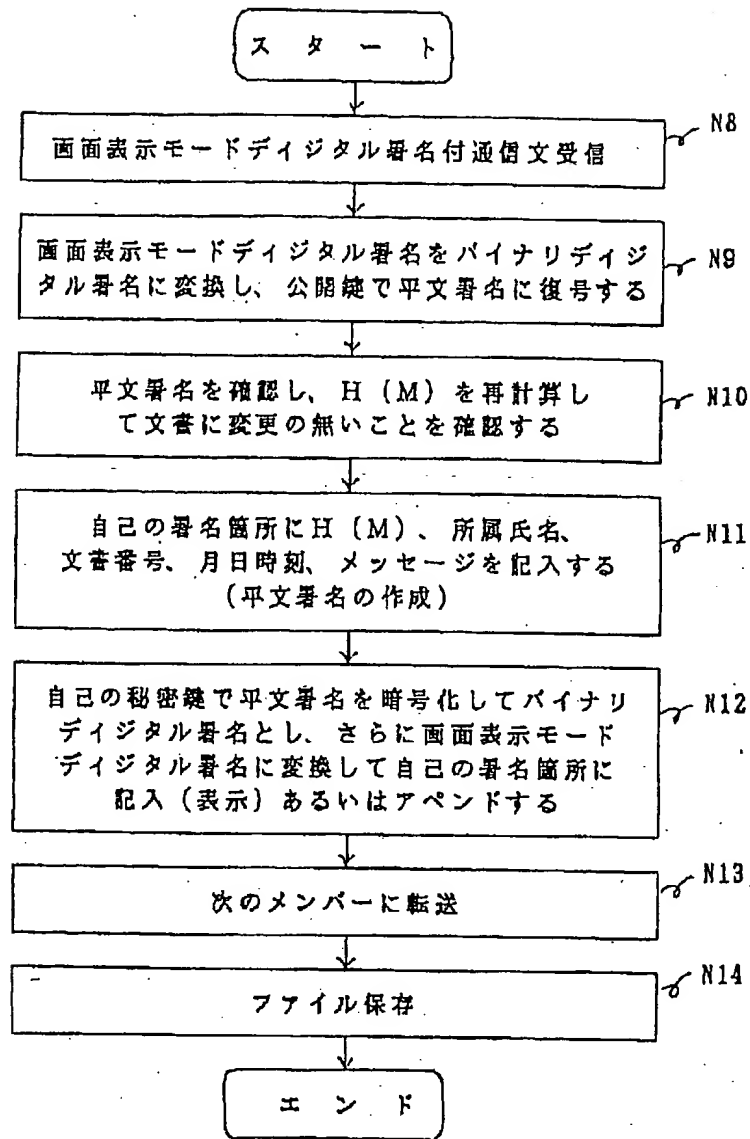 スタート
N8
画面表示モードディジタル署名付通信文受信
N9
画面表示モードディジタル署名をバイナリディジ
タル署名に変換し、公開鍵で平文署名に復号する
N10
平文署名を確認し、H(M)を再計算し
て文書に変更の無いことを確認する
N11
自己の署名箇所にH(M)、所属氏名、
文書番号、月日時刻、メッセージを記入する
(平文署名の作成)
N12
自己の秘密鍵で平文署名を暗号化してバイナリ
ディジタル署名とし、さらに画面表示モード
ディジタル署名に変換して自己の署名箇所に
記入(表示)あるいはアペンドする
N13
次のメンバーに転送
N14
ファイル保存
エンド